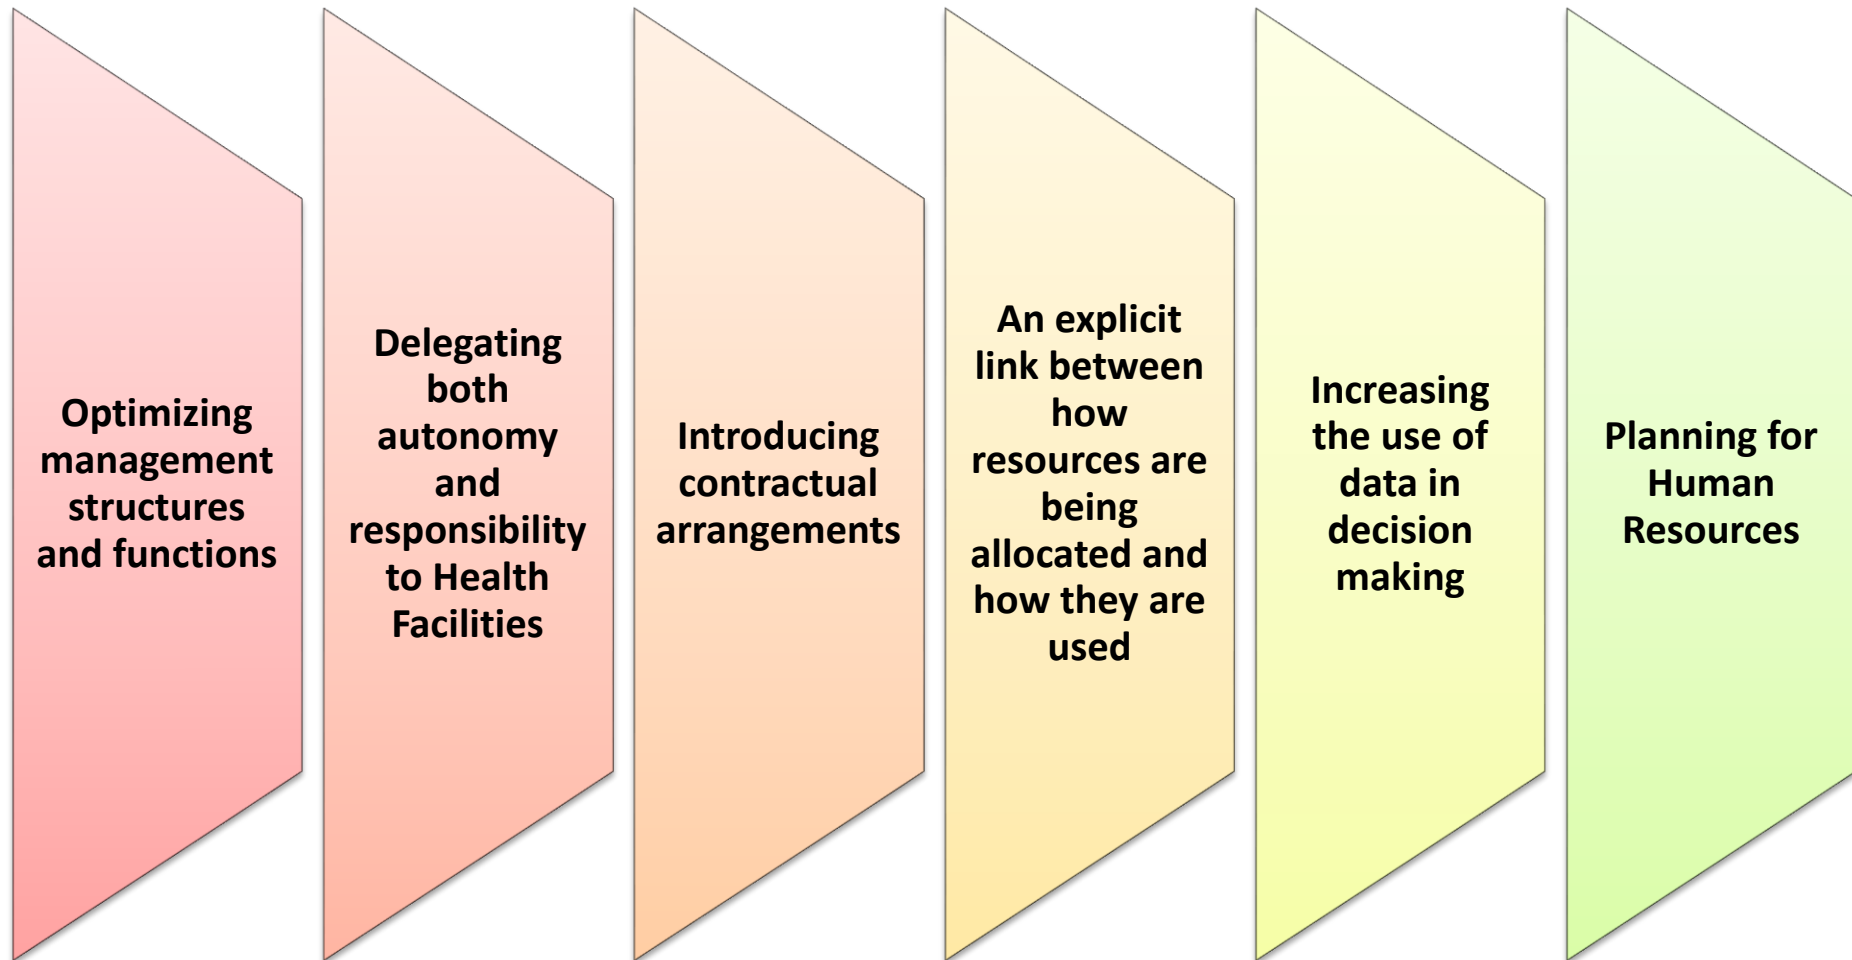 Optimizing
management
structures
and functions
Delegating
both
autonomy
and
responsibility
to Health
Facilities
Introducing
contractual
arrangements
An explicit
link between
how
resources are
being
allocated and
how they are
used
Increasing
the use of
data in
decision
making
Planning for
Human
Resources